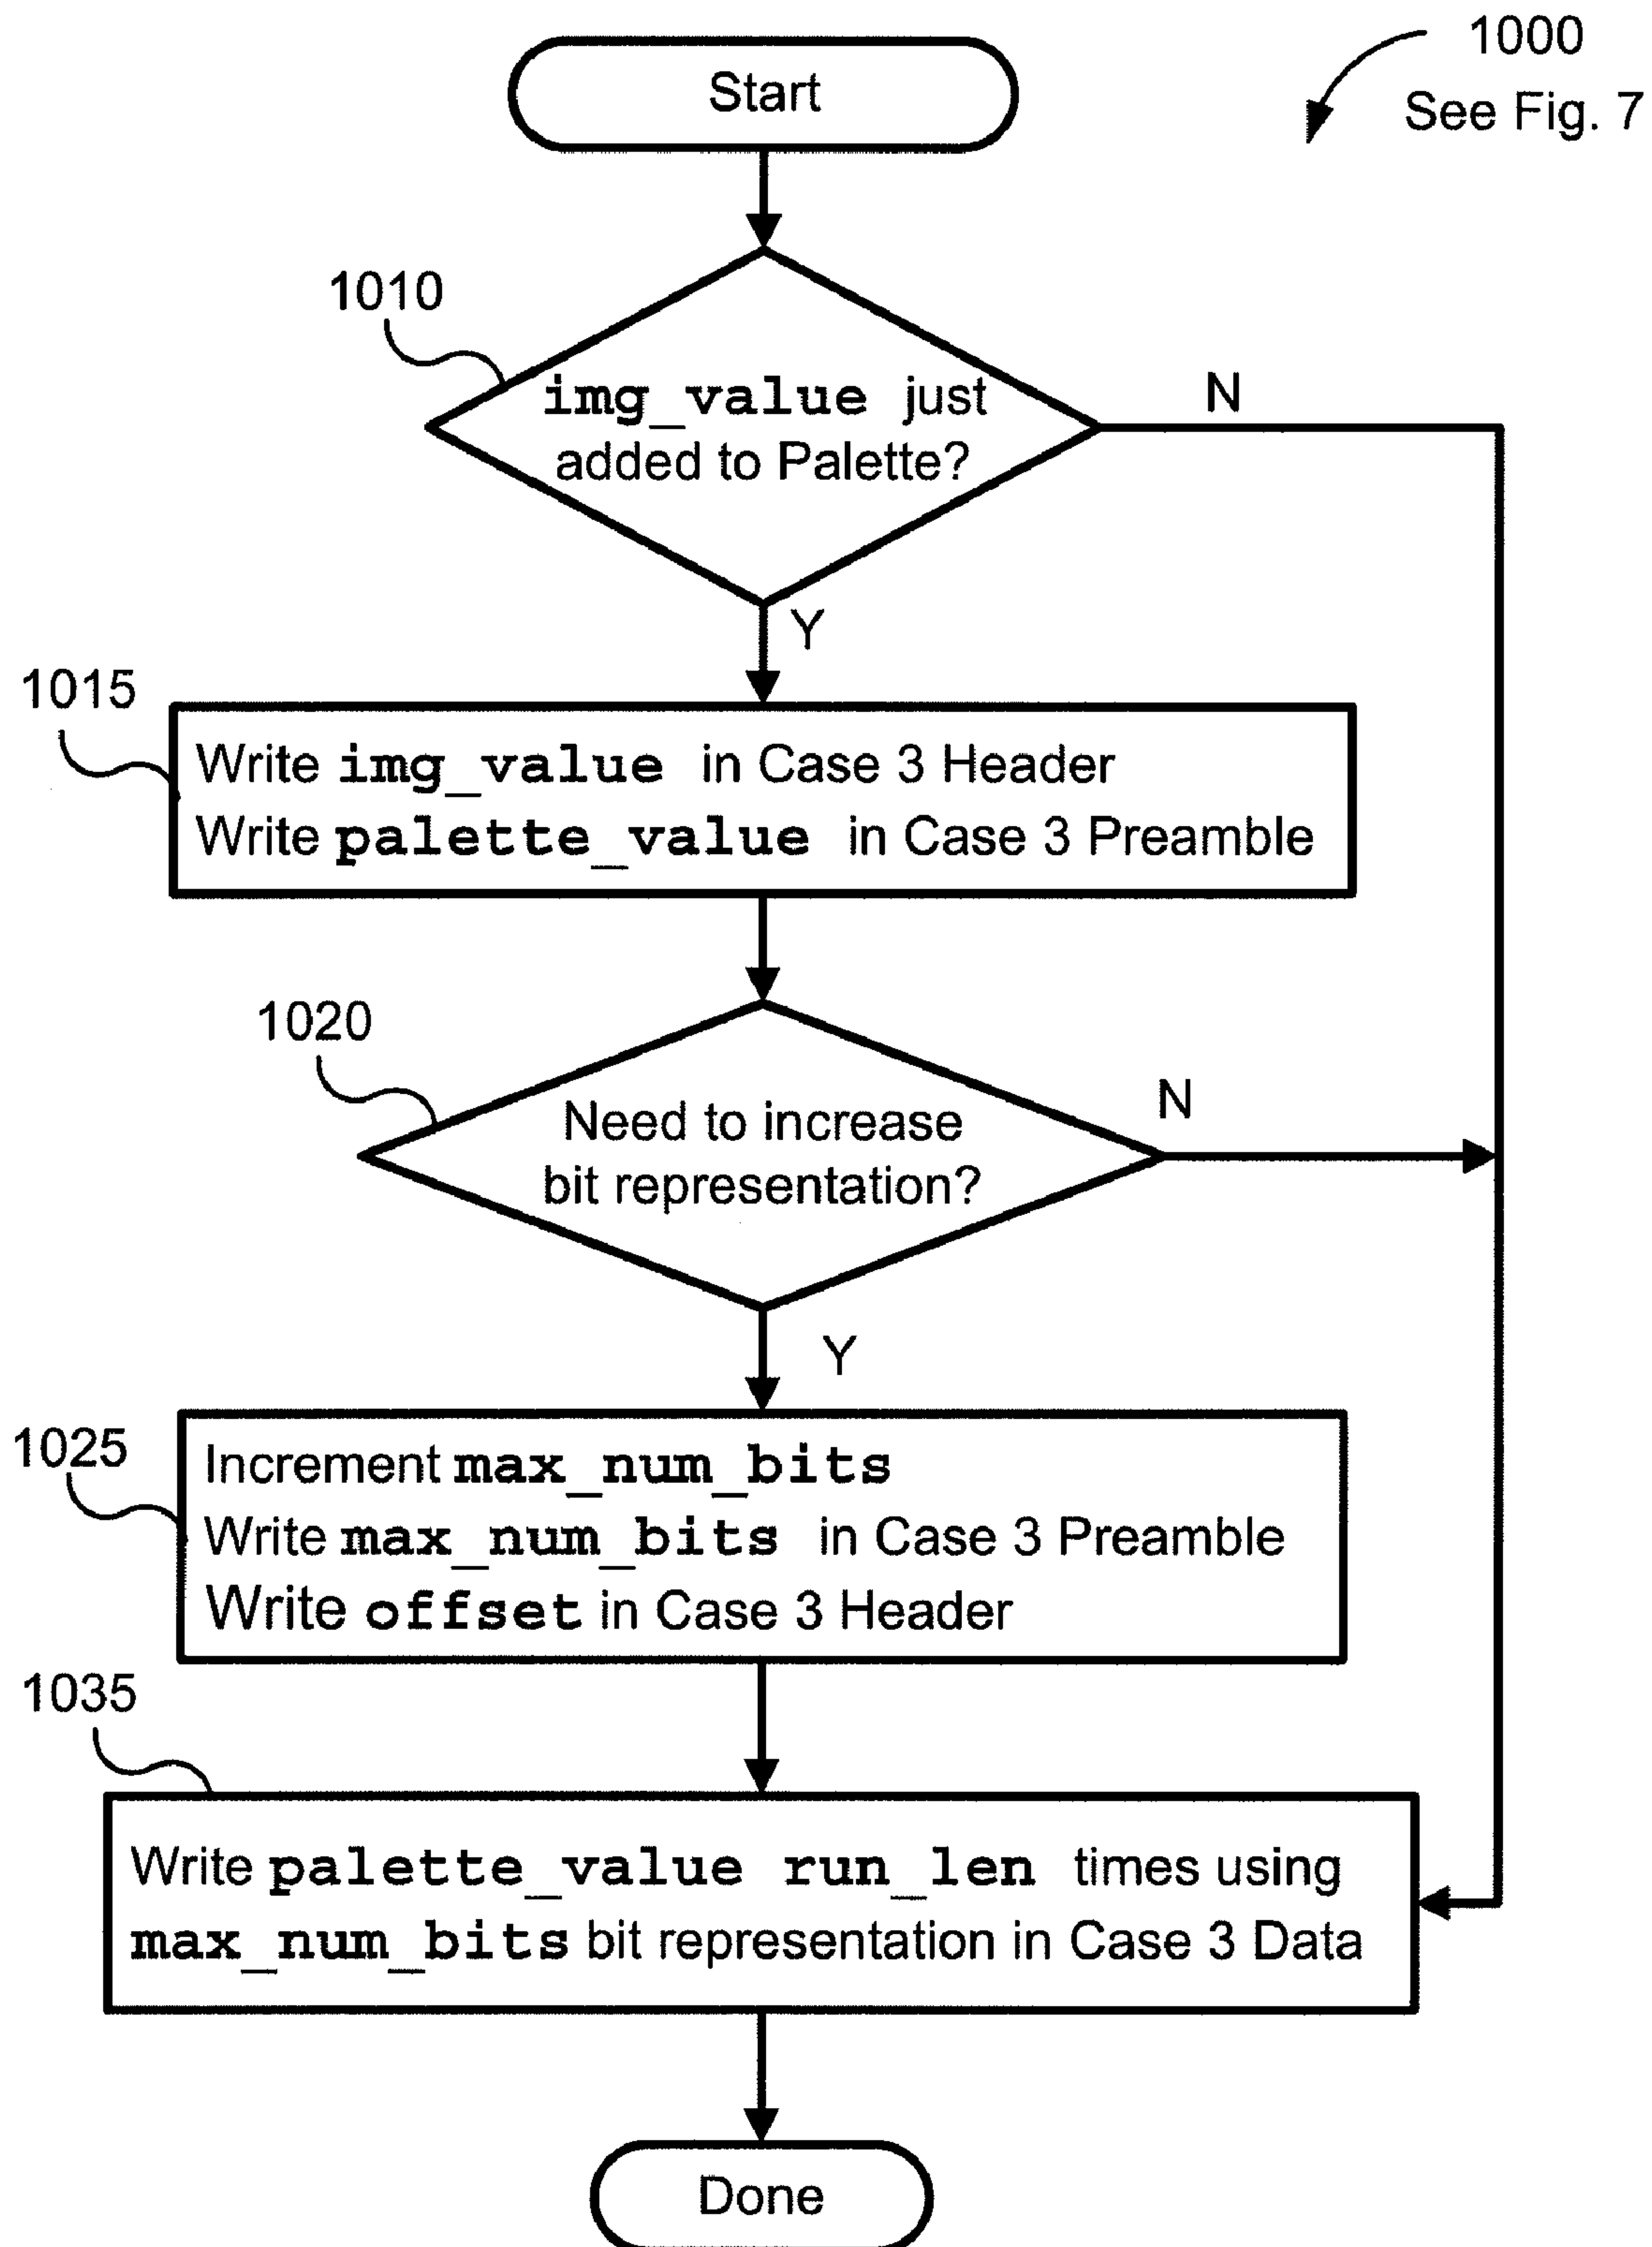 1000
See Fig. 7
Start
1010
img_value just
added to Palette?
N
Y
1015
Write img_value in Case 3 Header
Write palette_value in Case 3 Preamble
1020
Need to increase
bit representation?
N
Y
1025
Increment max_num_bits
Write max_num_bits in Case 3 Preamble
Write offset in Case 3 Header
1035
Write palette_value run_len times using
max_num_bits bit representation in Case 3 Data
Done